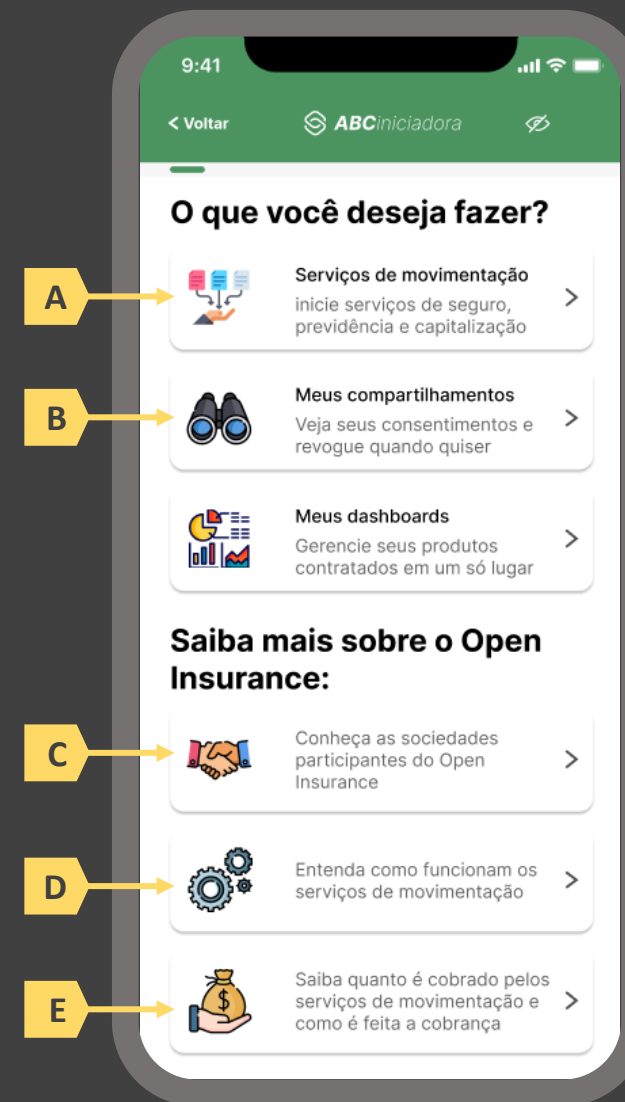 9:41
< Voltar
ABCiniciadora
O que você deseja fazer?
A
Serviços de movimentação
inicie serviços de seguro,
previdência e capitalização
B
Meus compartilhamentos
Veja seus consentimentos e
revogue quando quiser
Meus dashboards
Gerencie seus produtos
contratados em um só lugar
Saiba mais sobre o Open
Insurance:
C
Conheça as sociedades
participantes do Open
Insurance
D
Entenda como funcionam os
serviços de movimentação
E
$
Saiba quanto é cobrado pelos
serviços de movimentação e
como é feita a cobrança